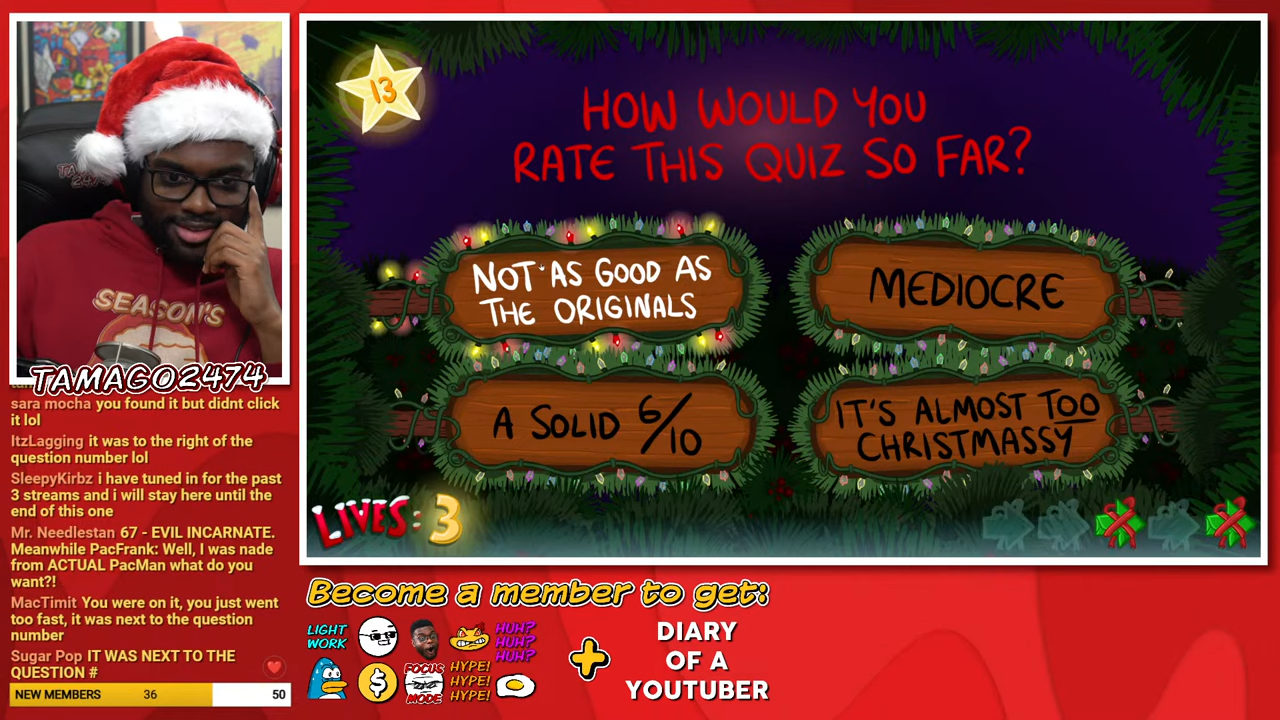 TAMAGO2474
SEASON'S
TAMAGO2474
sara mocha you found it but didnt click
it lol
ItzLagging it was to the right of the
question number lol
SleepyKirbz i have tuned in for the past
3 streams and i will stay here until the
end of this one
Mr. Needlestan 67 - EVIL INCARNATE.
Meanwhile PacFrank: Well, I was nade
from ACTUAL PacMan what do you
want?!
MacTimit You were on it, you just went
too fast, it was next to the question
number
Sugar Pop IT WAS NEXT TO THE
QUESTION #
NEW MEMBERS 36 50
13
HOW WOULD YOU
RATE THIS QUIZ SO FAR?
NOT AS GOOD AS
THE ORIGINALS
MEDIOCRE
A SOLID 6/10
IT'S ALMOST TOO
CHRISTMASSY
LIVES: 3
Become a member to get:
LIGHT
WORK
HUH?
HUH?
HUH?
$
FOCUS
MODE
HYPE!
HYPE!
HYPE!
+
DIARY
OF A
YOUTUBER